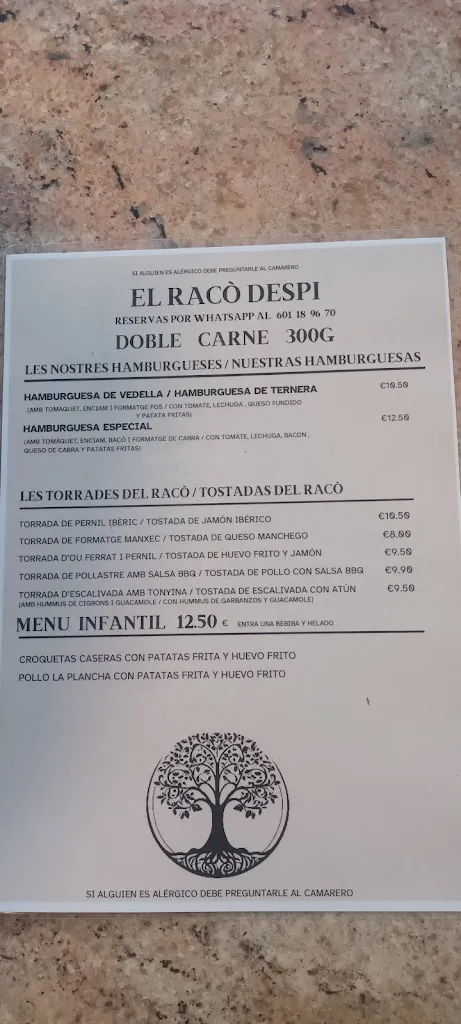 SI ALGUIEN ES ALERGICO DEBE PREGUNTARLE AL CAMARERO
EL RACÒ DESPI
RESERVAS POR WHATSAPP AL 601 18 96 70
DOBLE CARNE 300G
LES NOSTRES HAMBURGUESES / NUESTRAS HAMBURGUESAS
HAMBURGUESA DE VEDELLA / HAMBURGUESA DE TERNERA €10.50
(AMB TOMAQUET, ENCIAM I FORMATGE FOS / CON TOMATE, LECHUGA , QUESO FUNDIDO
Y PATATA FRITAS)
HAMBURGUESA ESPECIAL €12.50
(AMB TOMÀQUET, ENCIAM, BACÓ I FORMATGE DE CABRA / CON TOMATE, LECHUGA, BACON ,
QUESO DE CABRA Y PATATAS FRITAS)
LES TORRADES DEL RACÒ / TOSTADAS DEL RACÒ
TORRADA DE PERNIL IBÈRIC / TOSTADA DE JAMÓN IBÉRICO €10.50
TORRADA DE FORMATGE MANXEC / TOSTADA DE QUESO MANCHEGO €8.00
TORRADA D'OU FERRAT I PERNIL / TOSTADA DE HUEVO FRITO Y JAMÓN €9.50
TORRADA DE POLLASTRE AMB SALSA BBQ / TOSTADA DE POLLO CON SALSA BBQ €9.90
TORRADA D'ESCALIVADA AMB TONYINA / TOSTADA DE ESCALIVADA CON ATÚN €9.50
(AMB HUMMUS DE CIGRONS I GUACAMOLE / CON HUMMUS DE GARBANZOS Y GUACAMOLE)
MENU INFANTIL 12.50 € ENTRA UNA BEBIBA Y HELADO
CROQUETAS CASERAS CON PATATAS FRITA Y HUEVO FRITO
POLLO LA PLANCHA CON PATATAS FRITA Y HUEVO FRITO
SI ALGUIEN ES ALÉRGICO DEBE PREGUNTARLE AL CAMARERO